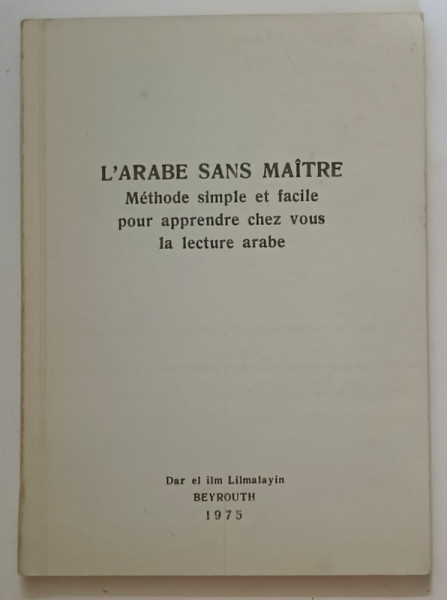 L'ARABE SANS MAÎTRE
Méthode simple et facile
pour apprendre chez vous
la lecture arabe
Dar el ilm Lilmalayin
BEYROUTH
1975